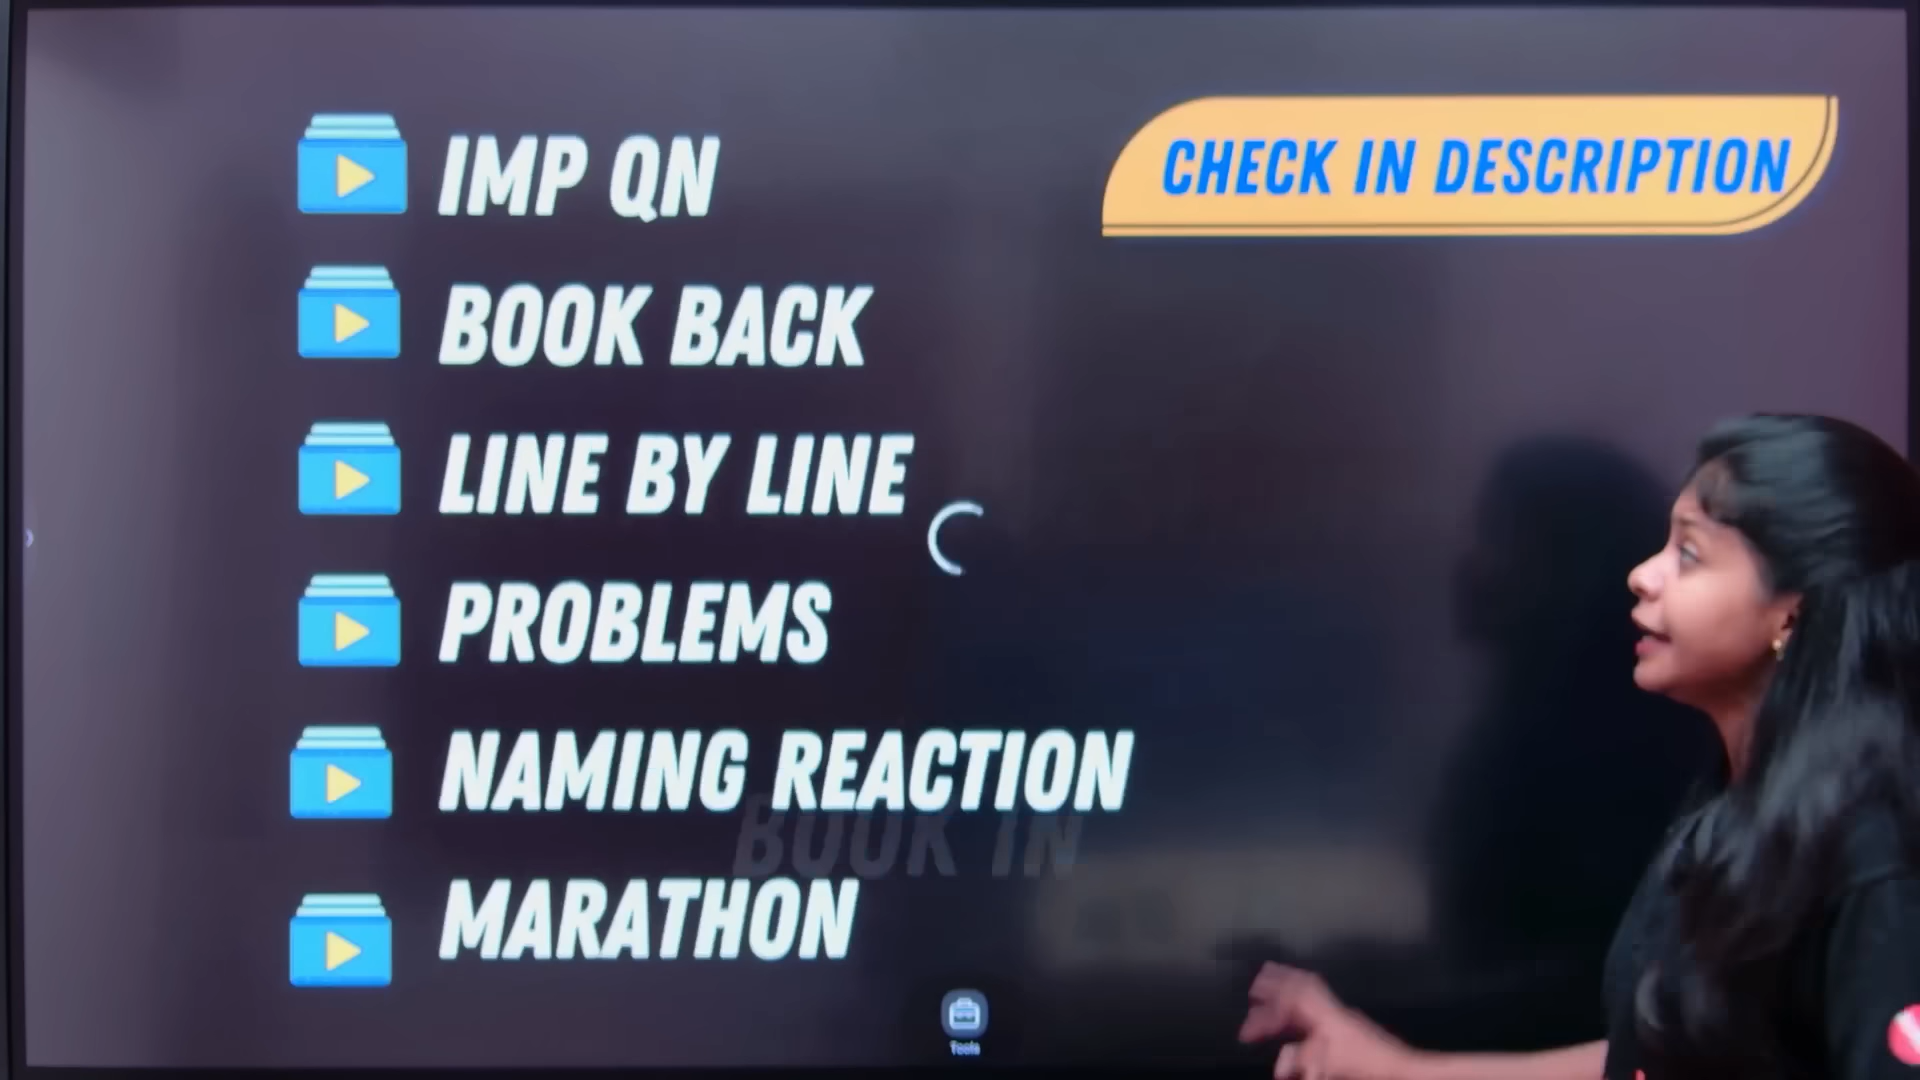 IMP QN
CHECK IN DESCRIPTION
BOOK BACK
LINE BY LINE
PROBLEMS
NAMING REACTION
BOOK IN
MARATHON
Tools